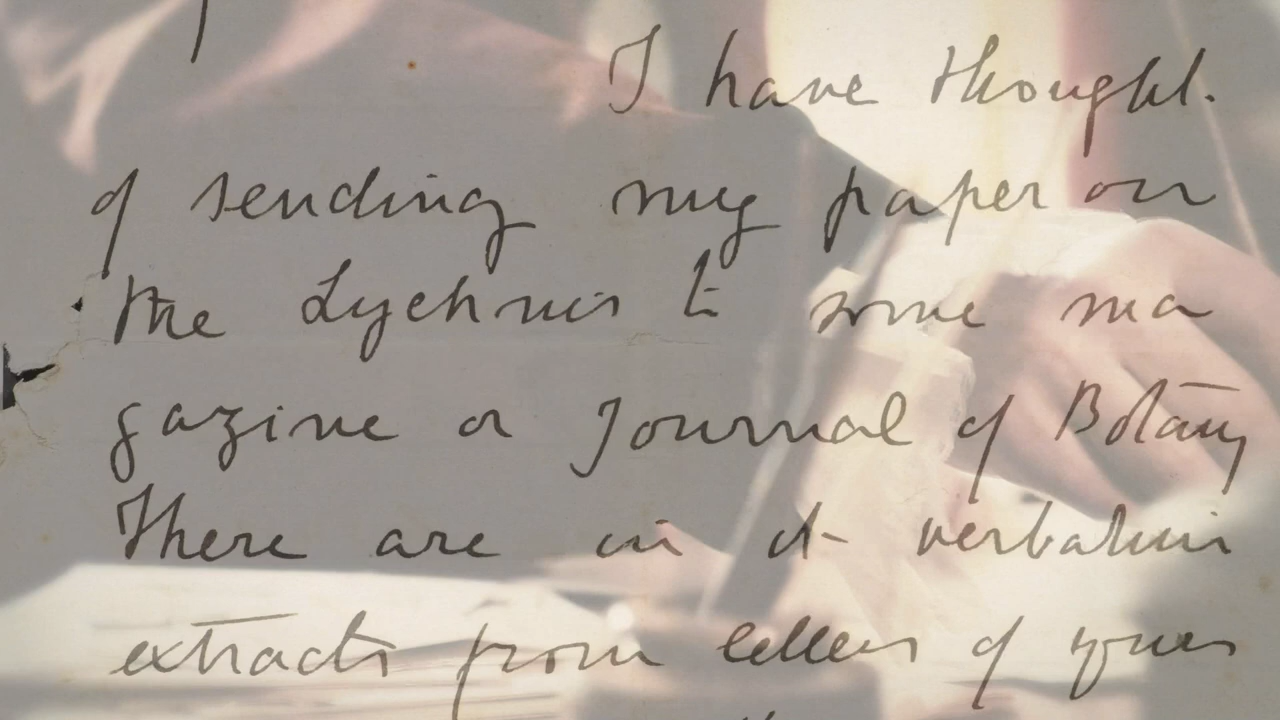 I have thought.
of sending my paper on
the Lychnis to some ma
gazine or Journal of Botany
There are in it verbatim
extracts from letters of yours